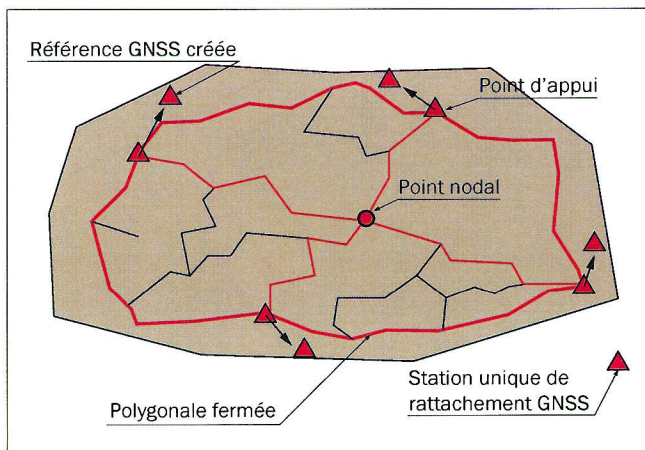 Référence GNSS créée
Point d'appui
Point nodal
Station unique de
rattachement GNSS
Polygonale fermée